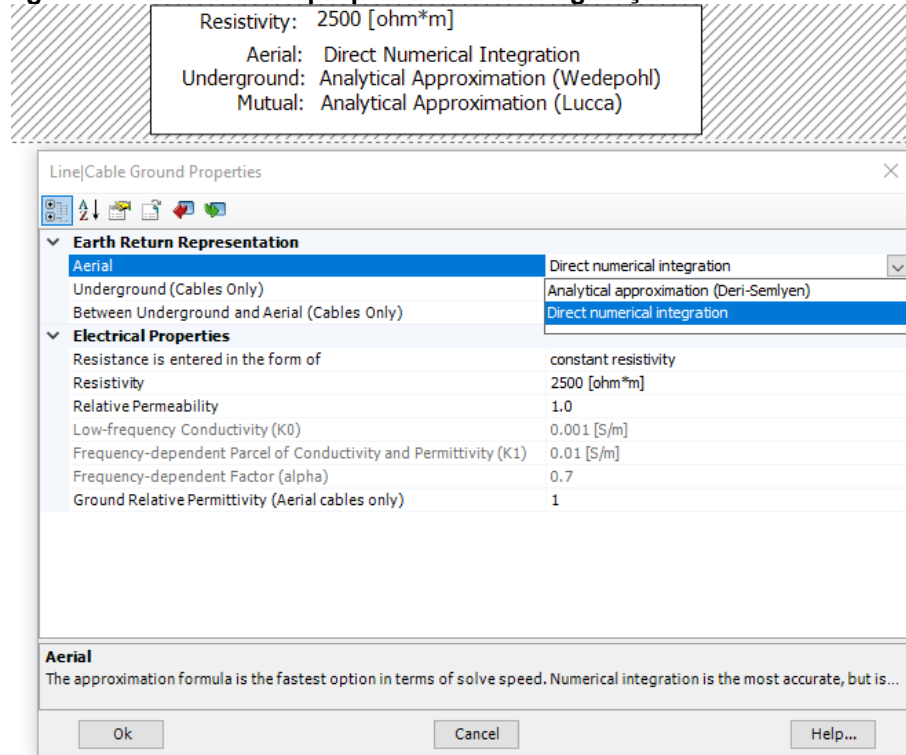 Resistivity: 2500 [ohm*m]
Aerial: Direct Numerical Integration
Underground: Analytical Approximation (Wedepohl)
Mutual: Analytical Approximation (Lucca)
Line|Cable Ground Properties
Earth Return Representation
Aerial Direct numerical integration
Underground (Cables Only) Analytical approximation (Deri-Semlyen)
Between Underground and Aerial (Cables Only) Direct numerical integration
Electrical Properties
Resistance is entered in the form of constant resistivity
Resistivity 2500 [ohm*m]
Relative Permeability 1.0
Low-frequency Conductivity (K0) 0.001 [S/m]
Frequency-dependent Parcel of Conductivity and Permittivity (K1) 0.01 [S/m]
Frequency-dependent Factor (alpha) 0.7
Ground Relative Permittivity (Aerial cables only) 1
Aerial
The approximation formula is the fastest option in terms of solve speed. Numerical integration is the most accurate, but is...
Ok Cancel Help...